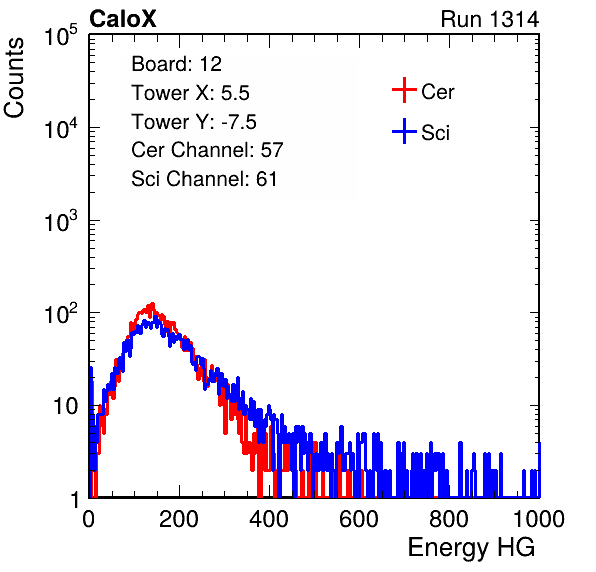 CaloX Run 1314
Counts
Board: 12
Tower X: 5.5
Tower Y: -7.5
Cer Channel: 57
Sci Channel: 61
Cer
Sci
10^5
10^4
10^3
10^2
10
1
0 200 400 600 800 1000
Energy HG